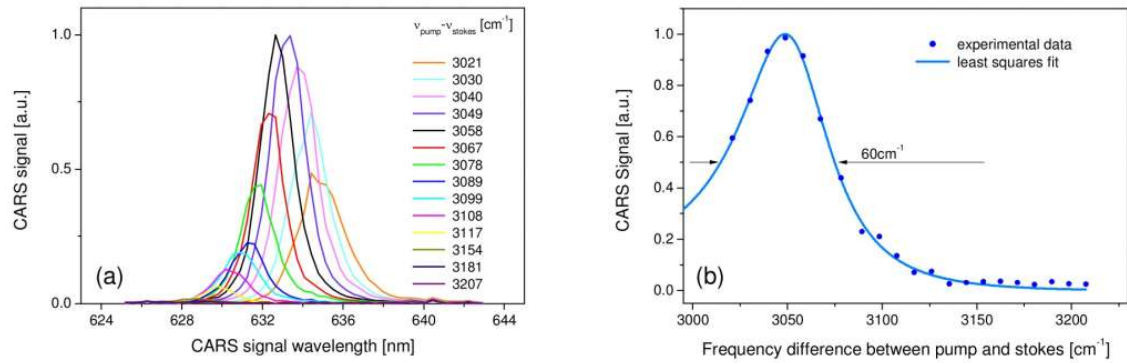 ν_pump-ν_stokes [cm⁻¹]
3021
3030
3040
3049
3058
3067
3078
3089
3099
3108
3117
3154
3181
3207
1.0
0.5
0.0
(a)
624 628 632 636 640 644
CARS signal wavelength [nm]
CARS signal [a.u.]
experimental data
least squares fit
60cm⁻¹
1.0
0.8
0.6
0.4
0.2
0.0
(b)
3000 3050 3100 3150 3200
Frequency difference between pump and stokes [cm⁻¹]
CARS Signal [a.u.]